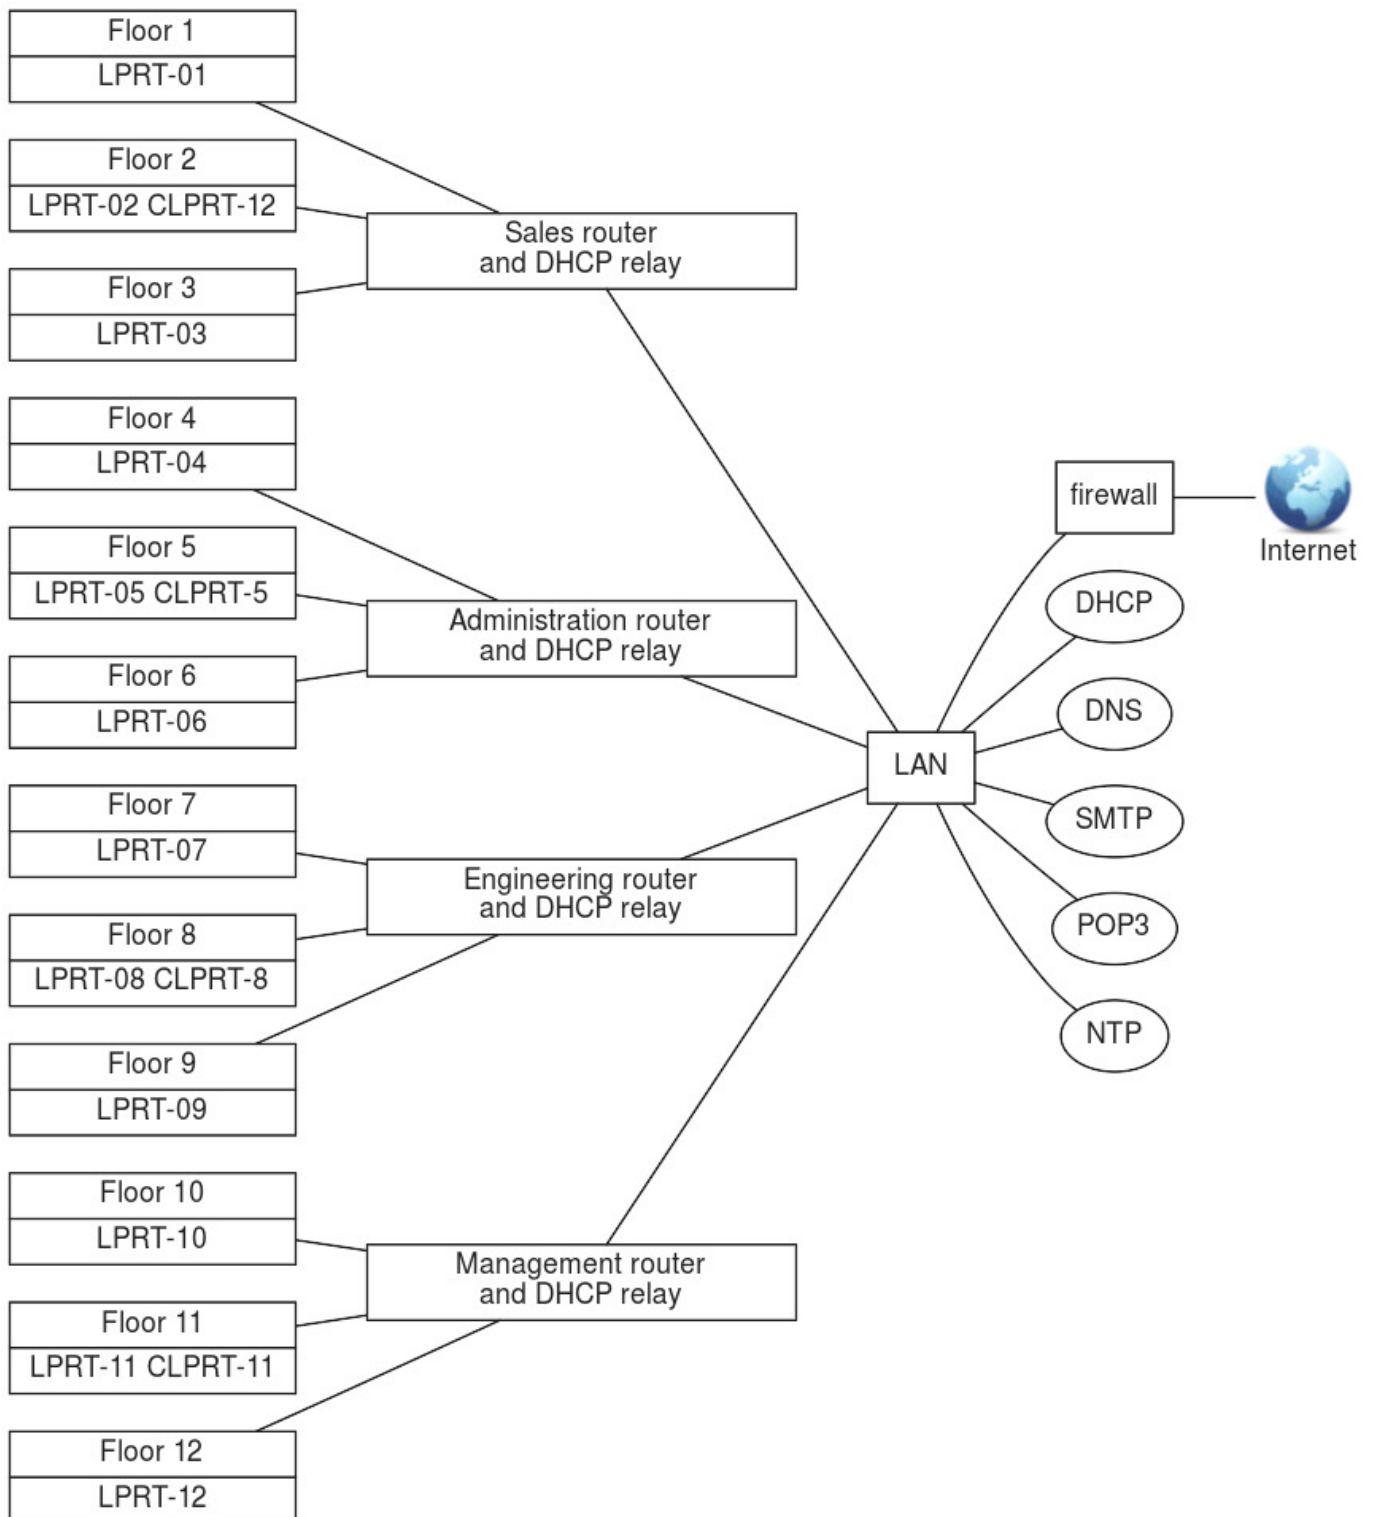 Floor 1
LPRT-01
Floor 2
LPRT-02 CLPRT-12
Floor 3
LPRT-03
Floor 4
LPRT-04
Floor 5
LPRT-05 CLPRT-5
Floor 6
LPRT-06
Floor 7
LPRT-07
Floor 8
LPRT-08 CLPRT-8
Floor 9
LPRT-09
Floor 10
LPRT-10
Floor 11
LPRT-11 CLPRT-11
Floor 12
LPRT-12
Sales router
and DHCP relay
Administration router
and DHCP relay
Engineering router
and DHCP relay
Management router
and DHCP relay
LAN
firewall
Internet
DHCP
DNS
SMTP
POP3
NTP